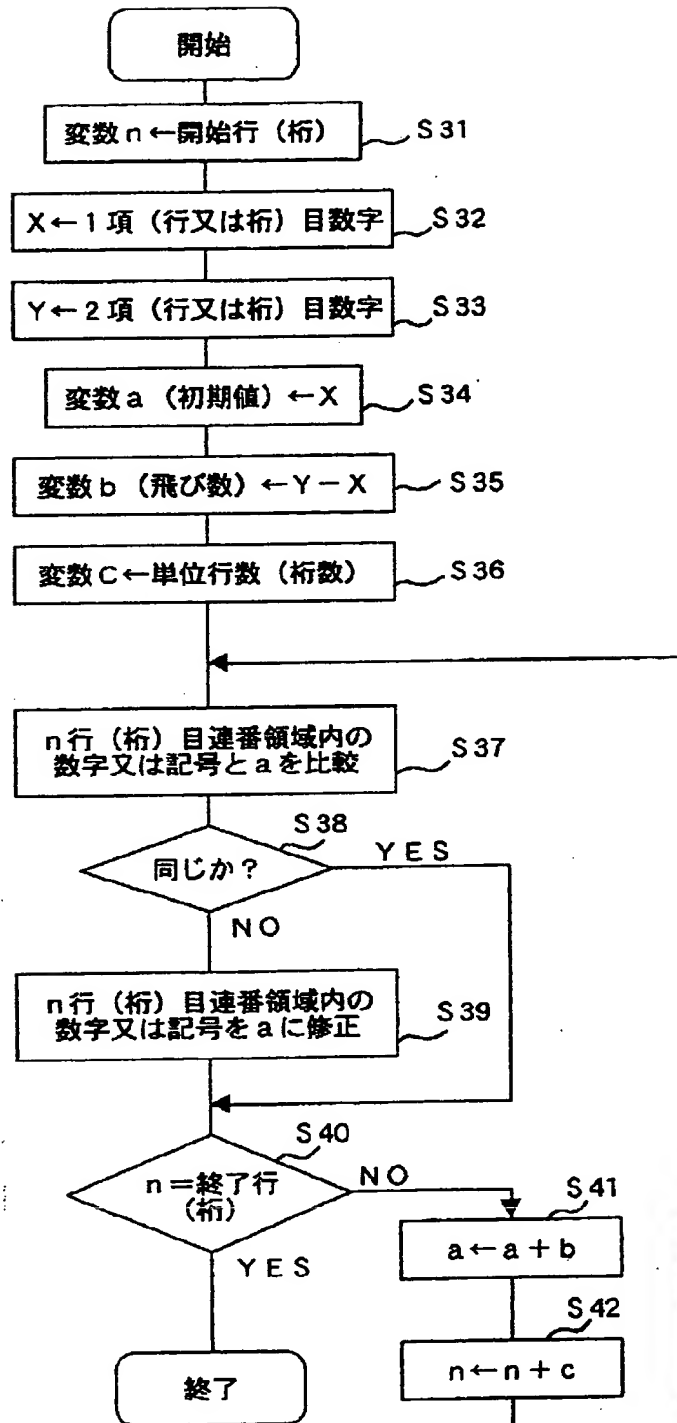 開始
変数n←開始行(桁)
S31
X←1項(行又は桁)目数字
S32
Y←2項(行又は桁)目数字
S33
変数a(初期値)←X
S34
変数b(飛び数)←Y-X
S35
変数C←単位行数(桁数)
S36
n行(桁)目連番領域内の
数字又は記号とaを比較
S37
S38
同じか?
YES
NO
n行(桁)目連番領域内の
数字又は記号をaに修正
S39
S40
n=終了行
(桁)
NO
YES
S41
a←a+b
S42
n←n+c
終了